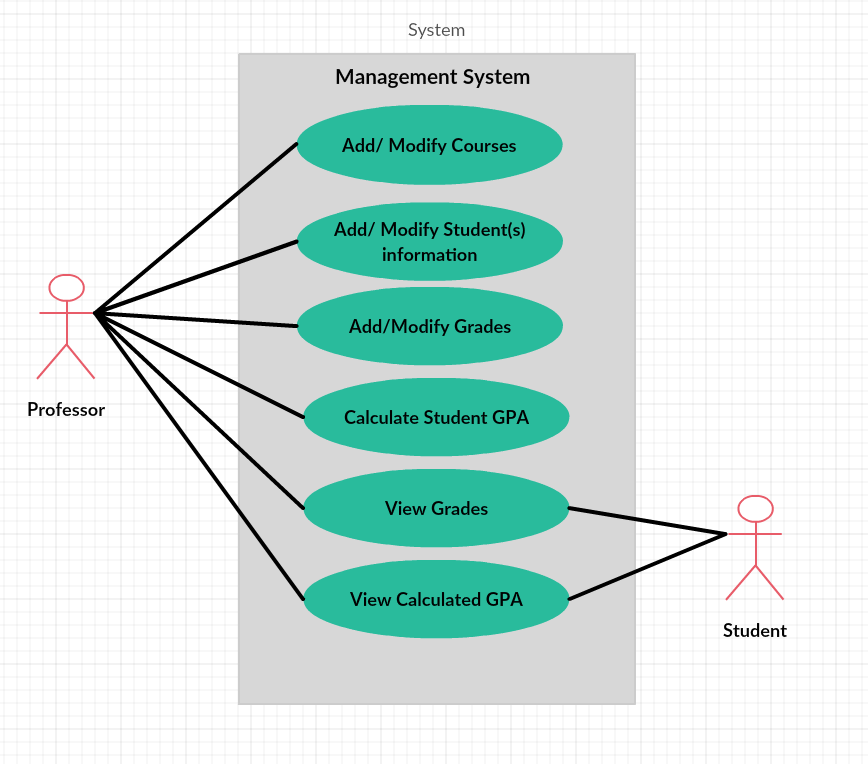 System
Management System
Add/ Modify Courses
Add/ Modify Student(s)
information
Add/Modify Grades
Calculate Student GPA
View Grades
View Calculated GPA
Professor
Student